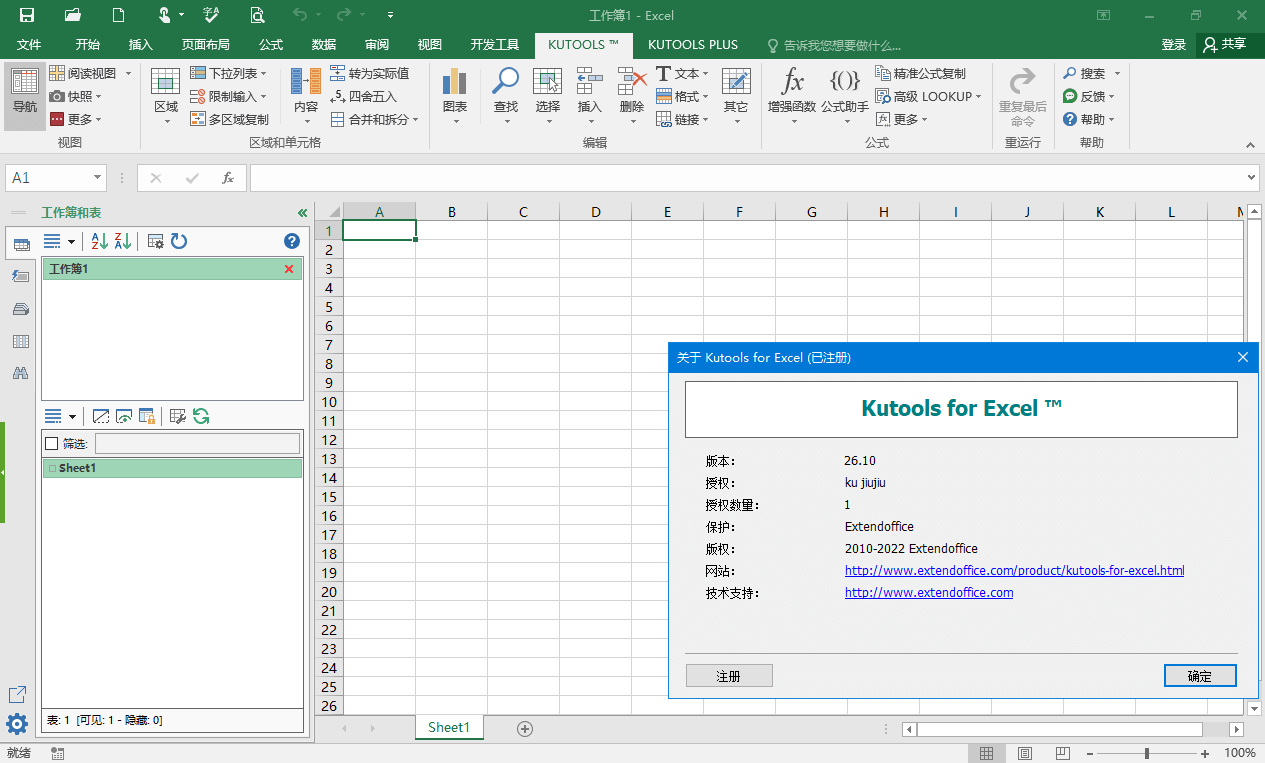 工作簿1 - Excel
文件 开始 插入 页面布局 公式 数据 审阅 视图 开发工具 KUTOOLS ™ KUTOOLS PLUS 告诉我您想要做什么... 登录 共享
导航
阅读视图
快照
更多
视图
区域
下拉列表
限制输入
多区域复制
内容
转为实际值
四舍五入
合并和拆分
区域和单元格
图表
查找
选择
插入
删除
文本
格式
链接
其它
编辑
增强函数
公式助手
精准公式复制
高级 LOOKUP
更多
公式
重复最后
命令
重运行
搜索
反馈
帮助
帮助
A1
fx
工作簿和表
工作簿1
筛选:
Sheet1
表: 1 [可见: 1 - 隐藏: 0]
A B C D E F G H I J K L M
1
2
3
4
5
6
7
8
9
10
11
12
13
14
15
16
17
18
19
20
21
22
23
24
25
26
关于 Kutools for Excel (已注册)
Kutools for Excel ™
版本: 26.10
授权: ku jiujiu
授权数量: 1
保护: Extendoffice
版权: 2010-2022 Extendoffice
网站: http://www.extendoffice.com/product/kutools-for-excel.html
技术支持: http://www.extendoffice.com
注册 确定
Sheet1
就绪 100%